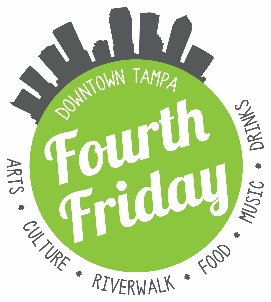 DOWNTOWN TAMPA
Fourth
Friday
ARTS • CULTURE • RIVERWALK • FOOD • MUSIC • DRINKS